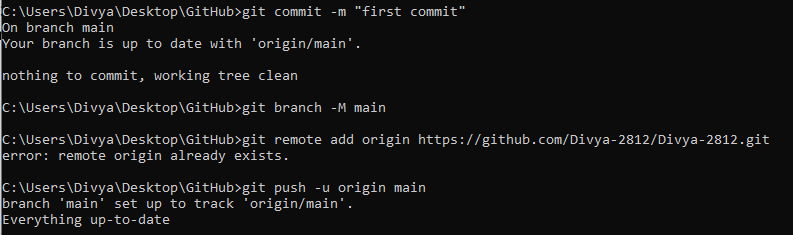 C:\Users\Divya\Desktop\GitHub>git commit -m "first commit"
On branch main
Your branch is up to date with 'origin/main'.
nothing to commit, working tree clean
C:\Users\Divya\Desktop\GitHub>git branch -M main
C:\Users\Divya\Desktop\GitHub>git remote add origin https://github.com/Divya-2812/Divya-2812.git
error: remote origin already exists.
C:\Users\Divya\Desktop\GitHub>git push -u origin main
branch 'main' set up to track 'origin/main'.
Everything up-to-date